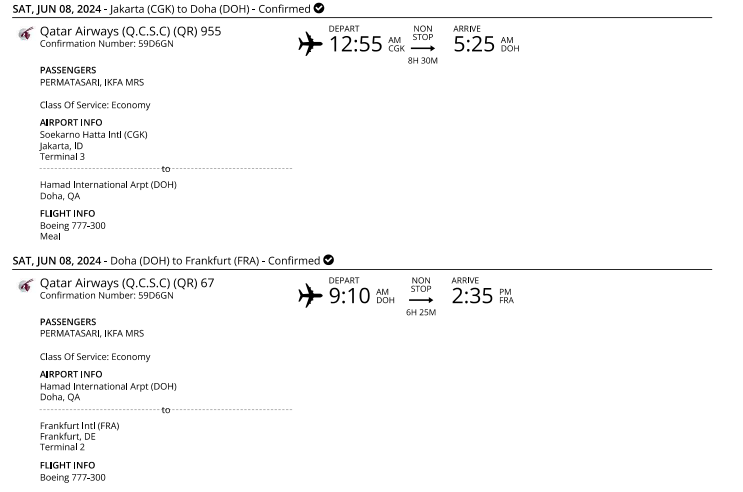 SAT, JUN 08, 2024 - Jakarta (CGK) to Doha (DOH) - Confirmed
Qatar Airways (Q.C.S.C) (QR) 955
Confirmation Number: 59D6GN
DEPART
12:55 AM CGK
NON STOP
8H 30M
ARRIVE
5:25 AM DOH
PASSENGERS
PERMATASARI, IKFA MRS
Class Of Service: Economy
AIRPORT INFO
Soekarno Hatta Intl (CGK)
Jakarta, ID
Terminal 3
to
Hamad International Arpt (DOH)
Doha, QA
FLIGHT INFO
Boeing 777-300
Meal
SAT, JUN 08, 2024 - Doha (DOH) to Frankfurt (FRA) - Confirmed
Qatar Airways (Q.C.S.C) (QR) 67
Confirmation Number: 59D6GN
DEPART
9:10 AM DOH
NON STOP
6H 25M
ARRIVE
2:35 PM FRA
PASSENGERS
PERMATASARI, IKFA MRS
Class Of Service: Economy
AIRPORT INFO
Hamad International Arpt (DOH)
Doha, QA
to
Frankfurt Intl (FRA)
Frankfurt, DE
Terminal 2
FLIGHT INFO
Boeing 777-300